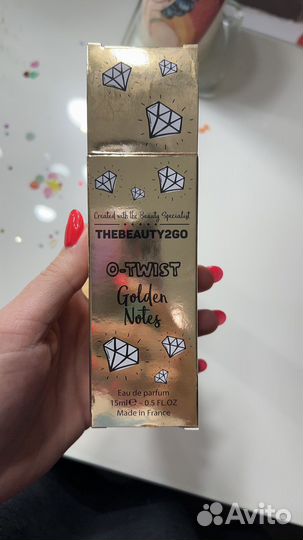 Created with the Beauty Specialist
THEBEAUTY2GO
O-TWIST
Golden
Notes
Eau de parfum
15ml℮ - 0.5 FL.OZ
Made In France
Avito